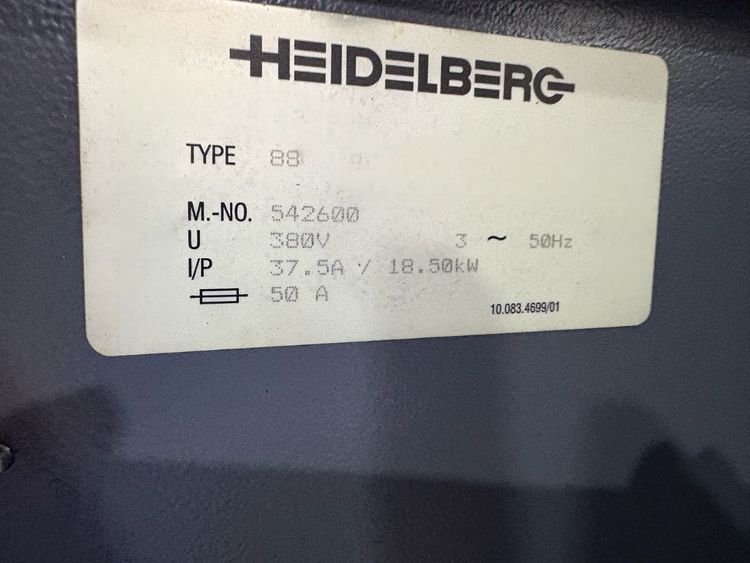 HEIDELBERG
TYPE 88
M.-NO. 542600
U 380V 3 ~ 50Hz
I/P 37.5A / 18.50kW
50 A
10.083.4699/01